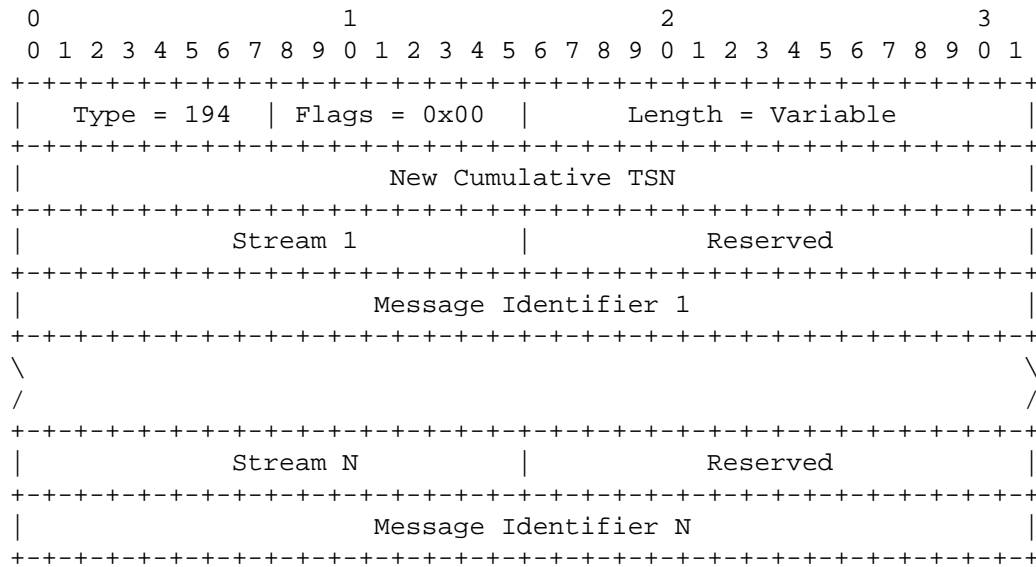 0                   1                   2                   3
 0 1 2 3 4 5 6 7 8 9 0 1 2 3 4 5 6 7 8 9 0 1 2 3 4 5 6 7 8 9 0 1
+-+-+-+-+-+-+-+-+-+-+-+-+-+-+-+-+-+-+-+-+-+-+-+-+-+-+-+-+-+-+-+-+
|   Type = 194  | Flags = 0x00  |      Length = Variable        |
+-+-+-+-+-+-+-+-+-+-+-+-+-+-+-+-+-+-+-+-+-+-+-+-+-+-+-+-+-+-+-+-+
|                       New Cumulative TSN                      |
+-+-+-+-+-+-+-+-+-+-+-+-+-+-+-+-+-+-+-+-+-+-+-+-+-+-+-+-+-+-+-+-+
|             Stream 1          |           Reserved            |
+-+-+-+-+-+-+-+-+-+-+-+-+-+-+-+-+-+-+-+-+-+-+-+-+-+-+-+-+-+-+-+-+
|                      Message Identifier 1                     |
+-+-+-+-+-+-+-+-+-+-+-+-+-+-+-+-+-+-+-+-+-+-+-+-+-+-+-+-+-+-+-+-+
\                                                               \
/                                                               /
+-+-+-+-+-+-+-+-+-+-+-+-+-+-+-+-+-+-+-+-+-+-+-+-+-+-+-+-+-+-+-+-+
|             Stream N          |           Reserved            |
+-+-+-+-+-+-+-+-+-+-+-+-+-+-+-+-+-+-+-+-+-+-+-+-+-+-+-+-+-+-+-+-+
|                      Message Identifier N                     |
+-+-+-+-+-+-+-+-+-+-+-+-+-+-+-+-+-+-+-+-+-+-+-+-+-+-+-+-+-+-+-+-+